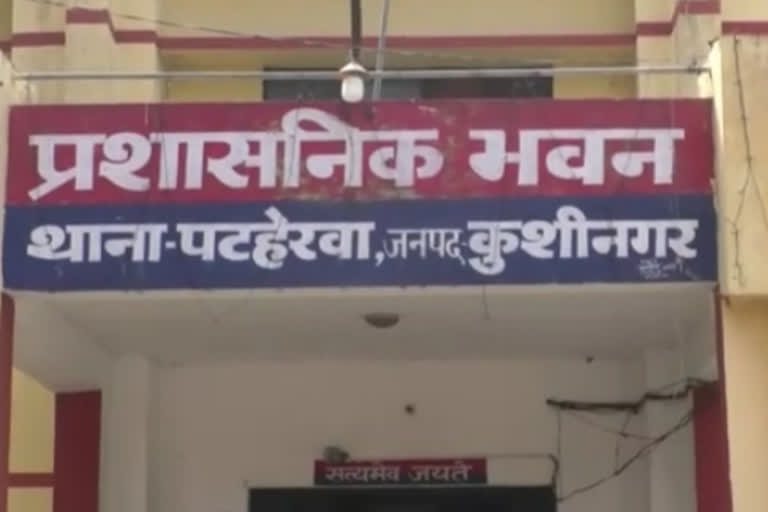 प्रशासनिक भवन
थाना-पटहेरवा, जनपद-कुशीनगर
सत्यमेव जयते